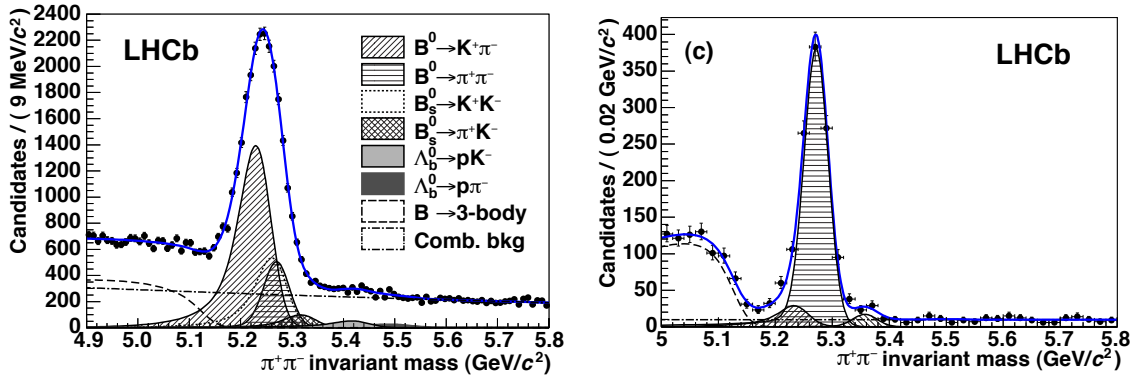 LHCb
B⁰→K⁺π⁻
B⁰→π⁺π⁻
B⁰ₛ→K⁺K⁻
B⁰ₛ→π⁺K⁻
Λ⁰_b→pK⁻
Λ⁰_b→pπ⁻
B →3-body
Comb. bkg
Candidates / ( 9 MeV/c²)
2400
2200
2000
1800
1600
1400
1200
1000
800
600
400
200
0
4.9 5.0 5.1 5.2 5.3 5.4 5.5 5.6 5.7 5.8
π⁺π⁻ invariant mass (GeV/c²)
(c)
LHCb
Candidates / ( 0.02 GeV/c²)
400
350
300
250
200
150
100
50
0
5 5.1 5.2 5.3 5.4 5.5 5.6 5.7 5.8
π⁺π⁻ invariant mass (GeV/c²)